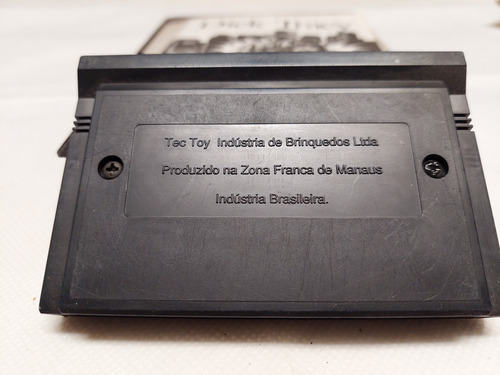 Tec Toy Indústria de Brinquedos Ltda
Produzido na Zona Franca de Manaus
Indústria Brasileira.